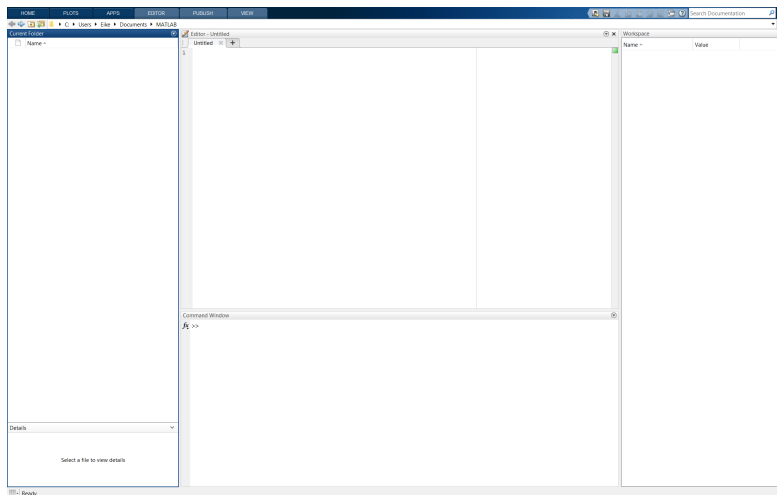 HOME PLOTS APPS EDITOR PUBLISH VIEW Search Documentation
C: Users Eike Documents MATLAB
Current Folder
Name
Editor - Untitled
Untitled +
1
Workspace
Name Value
Command Window
fx >>
Details
Select a file to view details
Ready